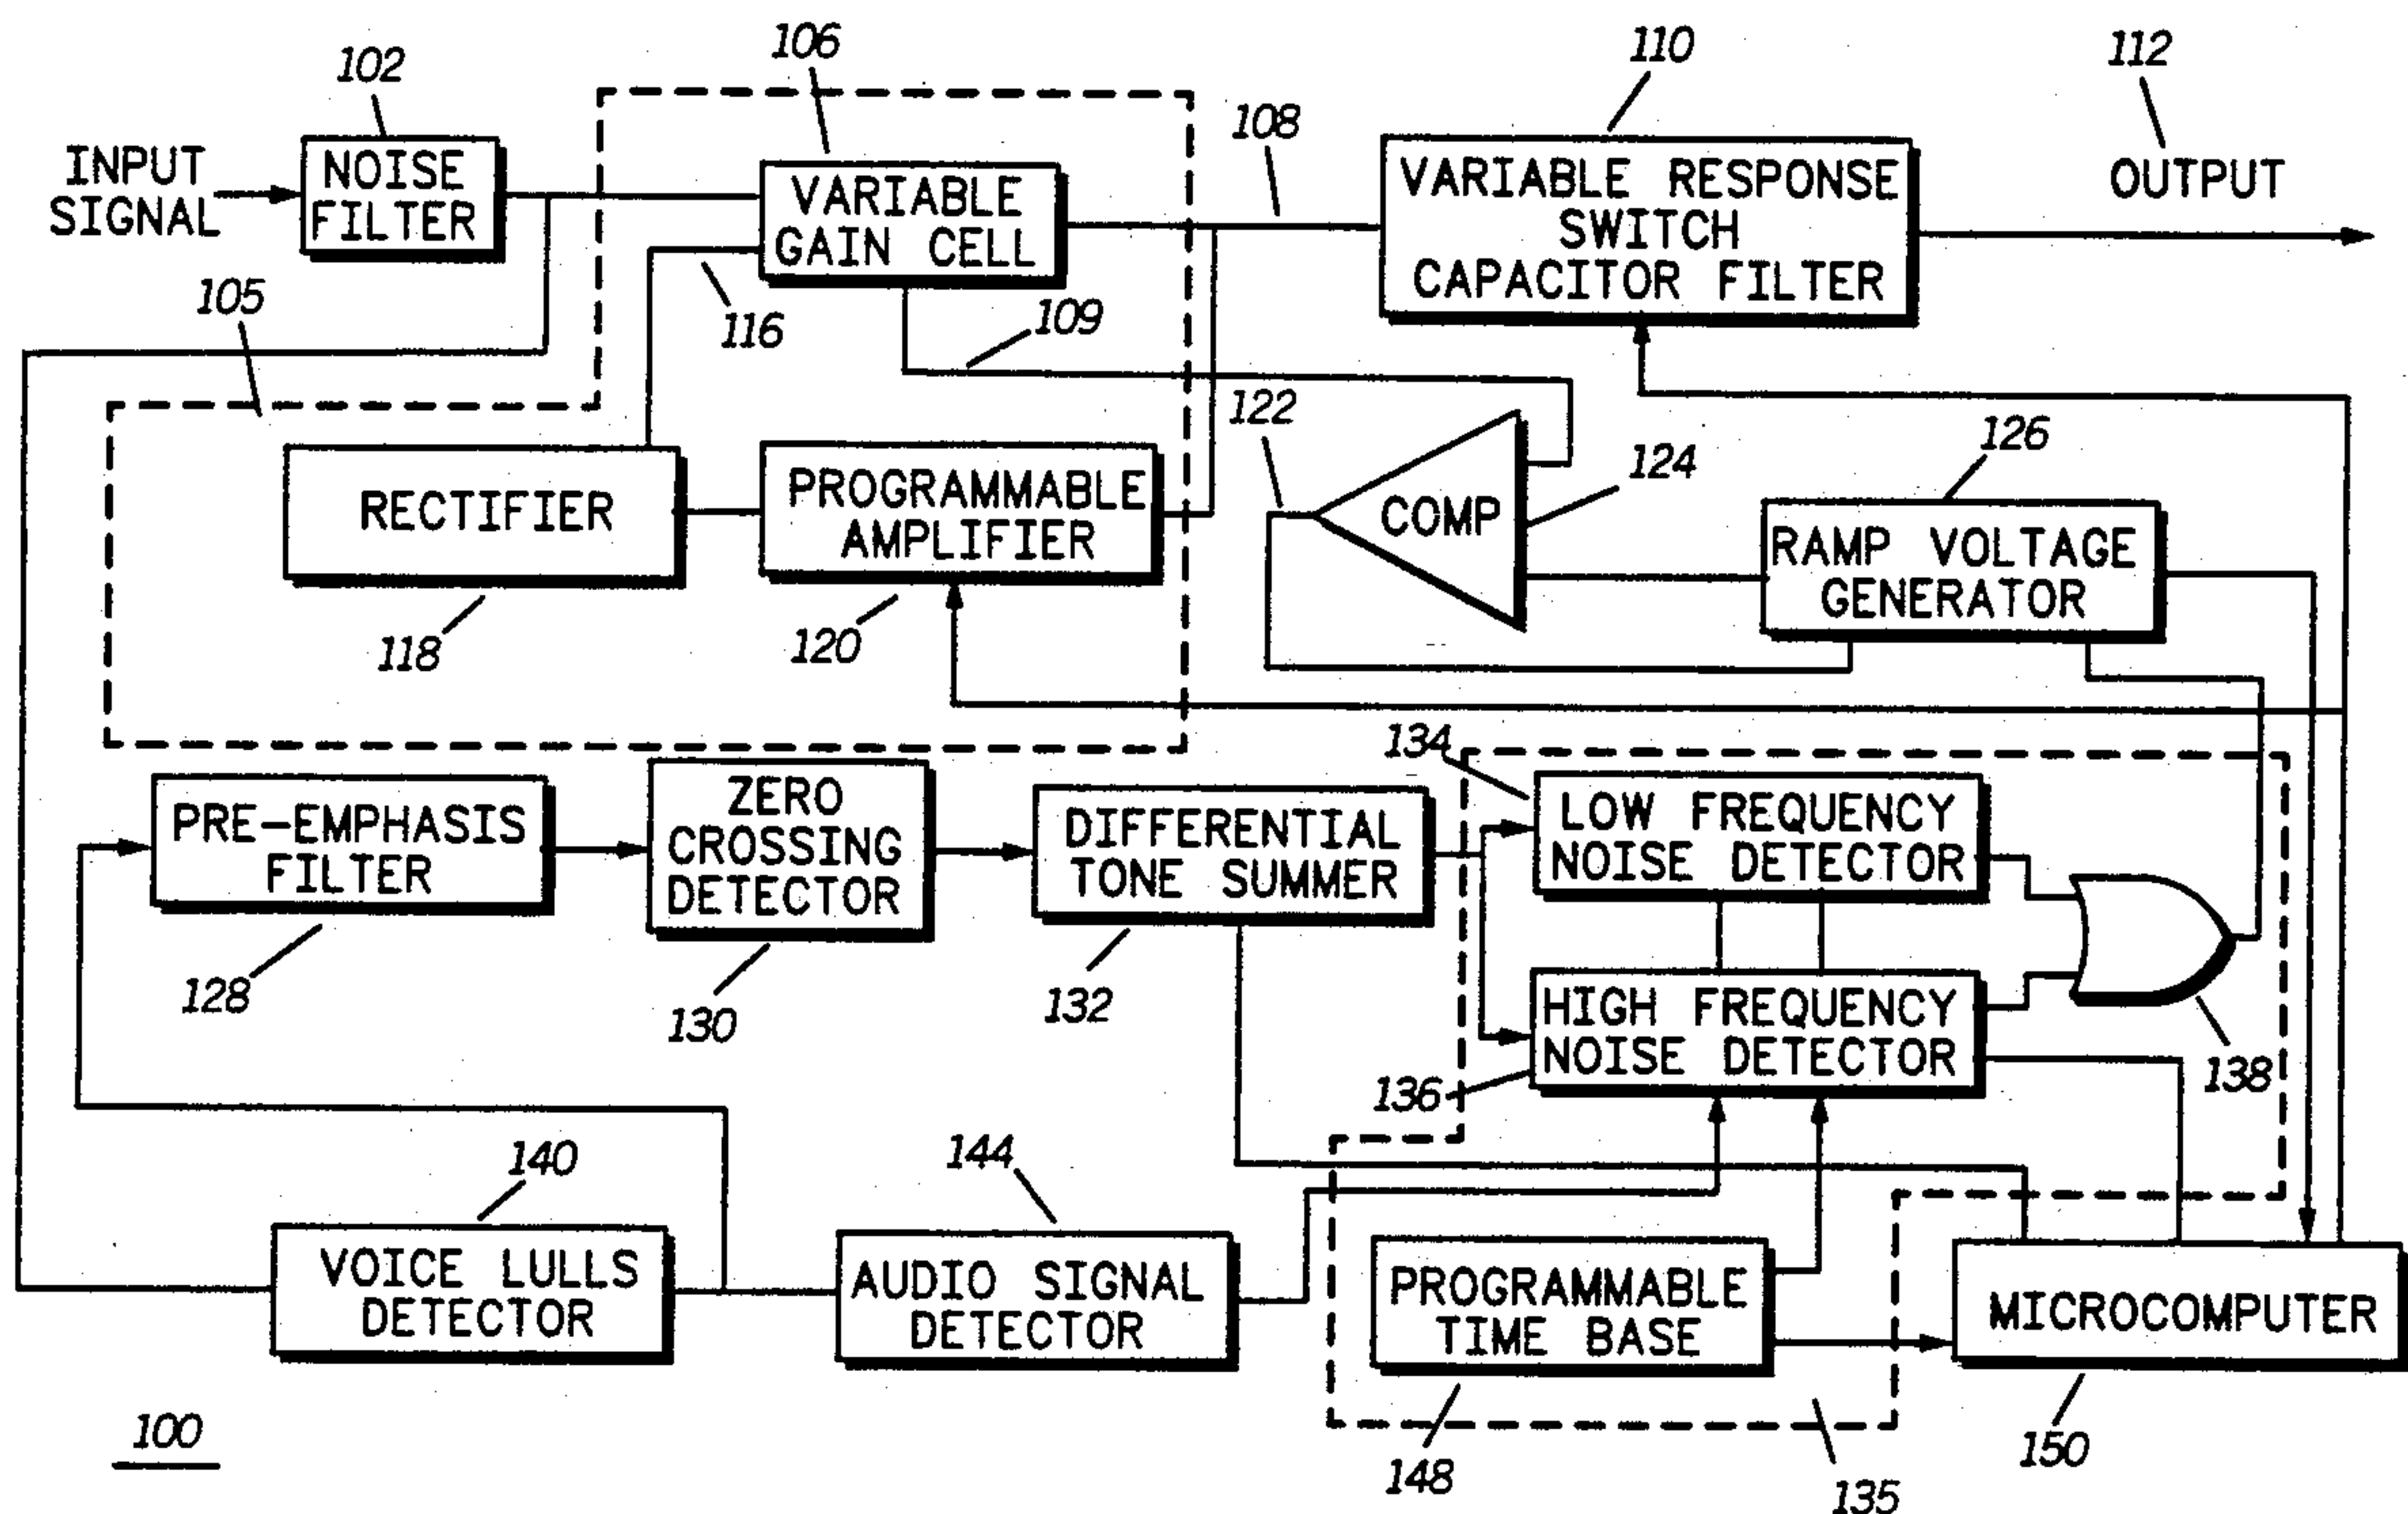 102
106
110
112
INPUT
SIGNAL
NOISE
FILTER
VARIABLE
GAIN CELL
108
VARIABLE RESPONSE
SWITCH
CAPACITOR FILTER
OUTPUT
105
116
109
RECTIFIER
118
PROGRAMMABLE
AMPLIFIER
120
122
COMP
124
126
RAMP VOLTAGE
GENERATOR
PRE-EMPHASIS
FILTER
128
ZERO
CROSSING
DETECTOR
130
DIFFERENTIAL
TONE SUMMER
132
134
LOW FREQUENCY
NOISE DETECTOR
HIGH FREQUENCY
NOISE DETECTOR
136
138
140
VOICE LULLS
DETECTOR
144
AUDIO SIGNAL
DETECTOR
PROGRAMMABLE
TIME BASE
148
135
MICROCOMPUTER
150
100